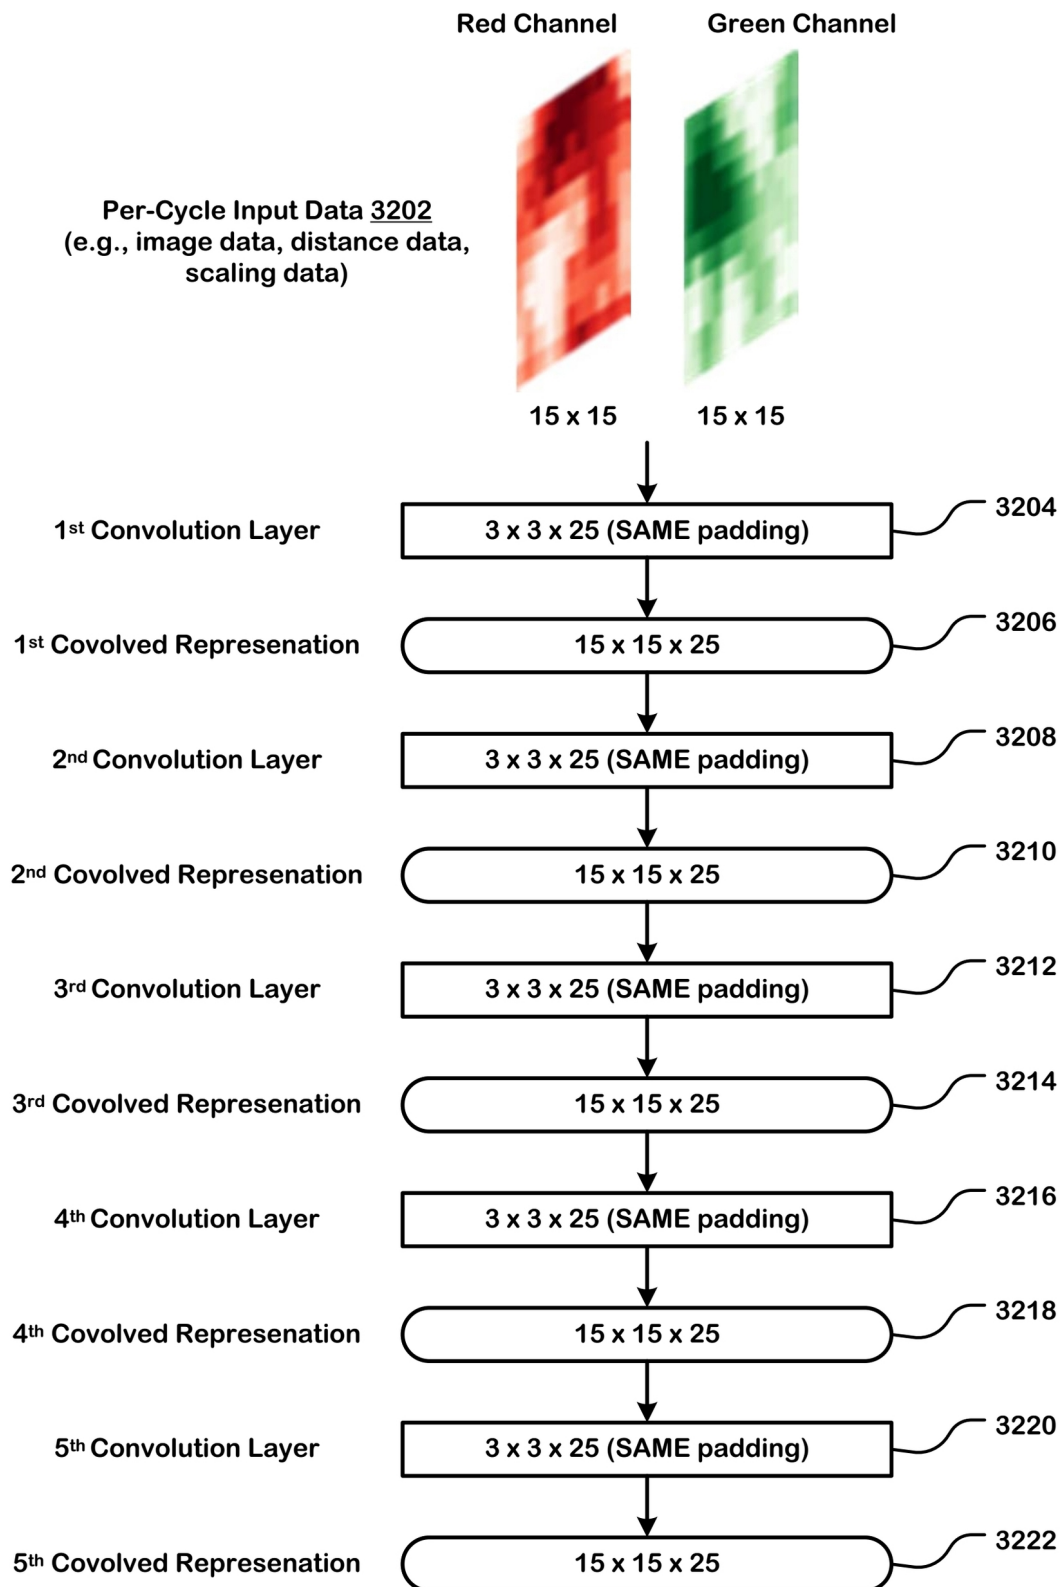 Red Channel Green Channel
Per-Cycle Input Data 3202
(e.g., image data, distance data,
scaling data)
15 x 15 15 x 15
1st Convolution Layer 3 x 3 x 25 (SAME padding) 3204
1st Covolved Represenation 15 x 15 x 25 3206
2nd Convolution Layer 3 x 3 x 25 (SAME padding) 3208
2nd Covolved Represenation 15 x 15 x 25 3210
3rd Convolution Layer 3 x 3 x 25 (SAME padding) 3212
3rd Covolved Represenation 15 x 15 x 25 3214
4th Convolution Layer 3 x 3 x 25 (SAME padding) 3216
4th Covolved Represenation 15 x 15 x 25 3218
5th Convolution Layer 3 x 3 x 25 (SAME padding) 3220
5th Covolved Represenation 15 x 15 x 25 3222